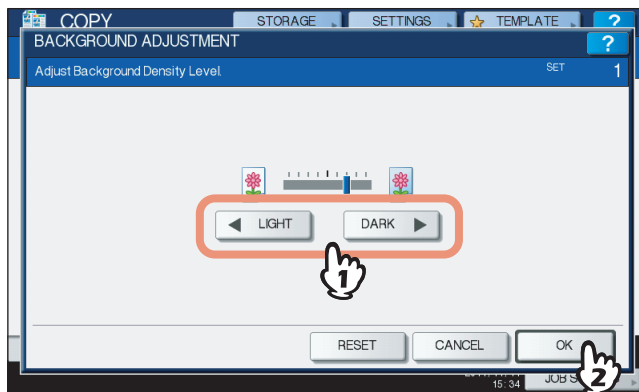 COPY STORAGE SETTINGS TEMPLATE ?
BACKGROUND ADJUSTMENT ?
Adjust Background Density Level. SET 1
LIGHT DARK
1
RESET CANCEL OK
15:34 JOB S
2